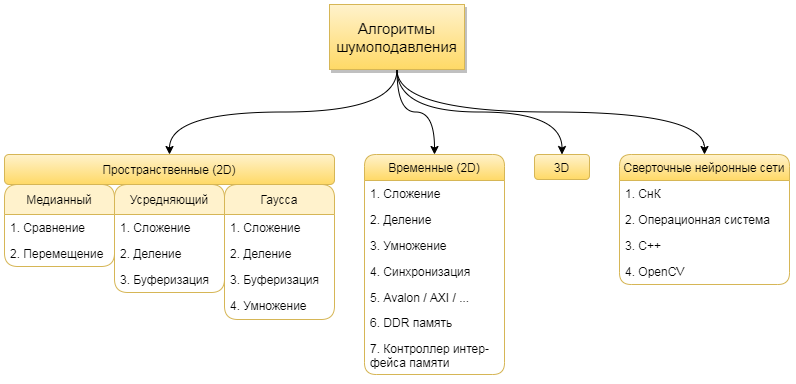 Алгоритмы
шумоподавления
Пространственные (2D)
Медианный
1. Сравнение
2. Перемещение
Усредняющий
1. Сложение
2. Деление
3. Буферизация
Гаусса
1. Сложение
2. Деление
3. Буферизация
4. Умножение
Временные (2D)
1. Сложение
2. Деление
3. Умножение
4. Синхронизация
5. Avalon / AXI / ...
6. DDR память
7. Контроллер интер-
фейса памяти
3D
Сверточные нейронные сети
1. СнК
2. Операционная система
3. C++
4. OpenCV